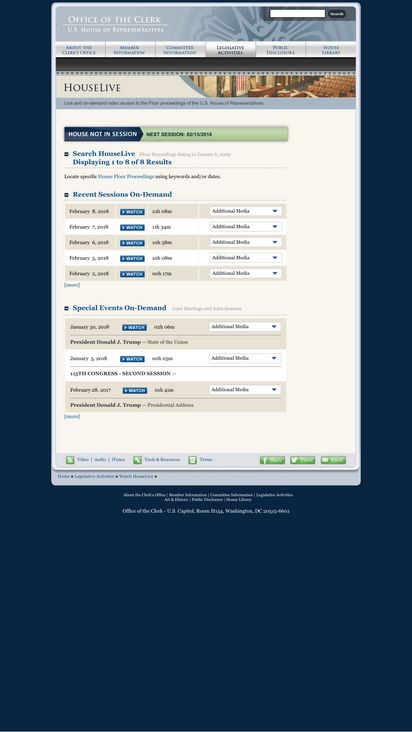 OFFICE OF THE CLERK
U.S. HOUSE OF REPRESENTATIVES
Search
ABOUT THE CLERK'S OFFICE
MEMBER INFORMATION
COMMITTEE INFORMATION
LEGISLATIVE ACTIVITIES
PUBLIC DISCLOSURE
HOUSE LIBRARY
HOUSELIVE
Live and on-demand video access to the Floor proceedings of the U.S. House of Representatives.
HOUSE NOT IN SESSION NEXT SESSION: 02/13/2018
Search HouseLive Floor Proceedings dating to January 6, 2009
Displaying 1 to 8 of 8 Results
Locate specific House Floor Proceedings using keywords and/or dates.
Recent Sessions On-Demand
February 8, 2018 WATCH 21h 08m Additional Media
February 7, 2018 WATCH 11h 34m Additional Media
February 6, 2018 WATCH 10h 58m Additional Media
February 5, 2018 WATCH 10h 08m Additional Media
February 2, 2018 WATCH 00h 17m Additional Media
[more]
Special Events On-Demand Joint Meetings and Joint Sessions
January 30, 2018 WATCH 02h 06m Additional Media
President Donald J. Trump -- State of the Union
January 5, 2018 WATCH 00h 05m Additional Media
115TH CONGRESS - SECOND SESSION --
February 28, 2017 WATCH 01h 42m Additional Media
President Donald J. Trump -- Presidential Address
[more]
Video | Audio | iTunes Tools & Resources Terms Share Tweet Email
Home Legislative Activities Watch HouseLive
About the Clerk's Office | Member Information | Committee Information | Legislative Activities
Art & History | Public Disclosure | House Library
Office of the Clerk - U.S. Capitol, Room H154, Washington, DC 20515-6601